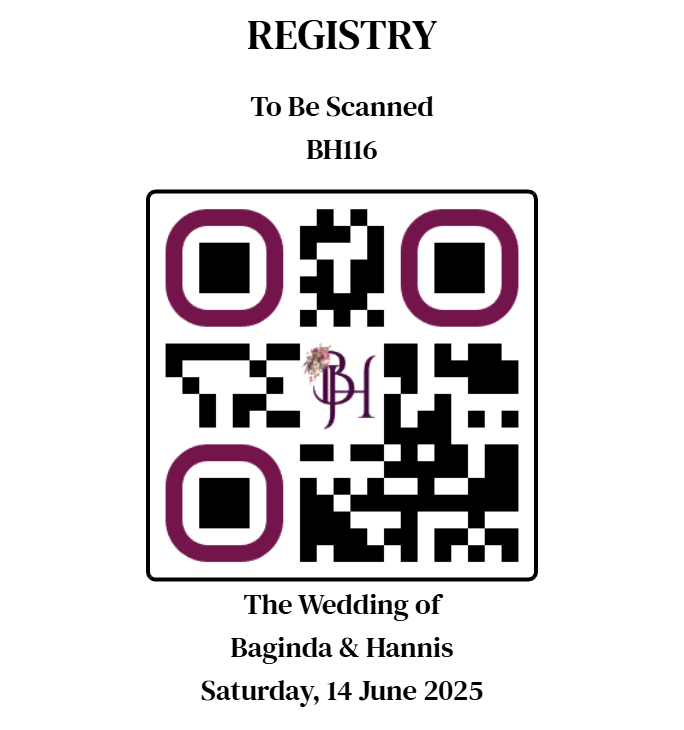 REGISTRY
To Be Scanned
BH116
BH
The Wedding of
Baginda & Hannis
Saturday, 14 June 2025